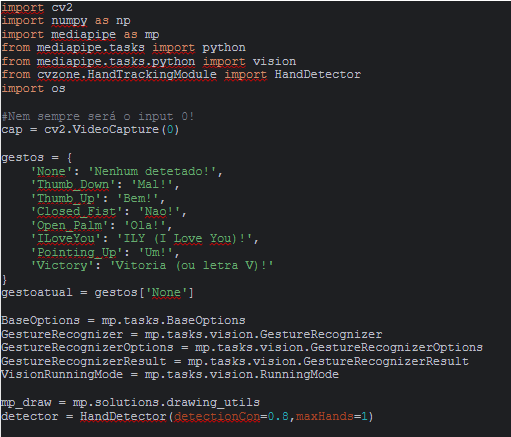 import cv2
import numpy as np
import mediapipe as mp
from mediapipe.tasks import python
from mediapipe.tasks.python import vision
from cvzone.HandTrackingModule import HandDetector
import os

#Nem sempre será o input 0!
cap = cv2.VideoCapture(0)

gestos = {
    'None': 'Nenhum detetado!',
    'Thumb_Down': 'Mal!',
    'Thumb_Up': 'Bem!',
    'Closed_Fist': 'Nao!',
    'Open_Palm': 'Ola!',
    'ILoveYou': 'ILY (I Love You)!',
    'Pointing_Up': 'Um!',
    'Victory': 'Vitoria (ou letra V)!'
}
gestoatual = gestos['None']

BaseOptions = mp.tasks.BaseOptions
GestureRecognizer = mp.tasks.vision.GestureRecognizer
GestureRecognizerOptions = mp.tasks.vision.GestureRecognizerOptions
GestureRecognizerResult = mp.tasks.vision.GestureRecognizerResult
VisionRunningMode = mp.tasks.vision.RunningMode

mp_draw = mp.solutions.drawing_utils
detector = HandDetector(detectionCon=0.8,maxHands=1)